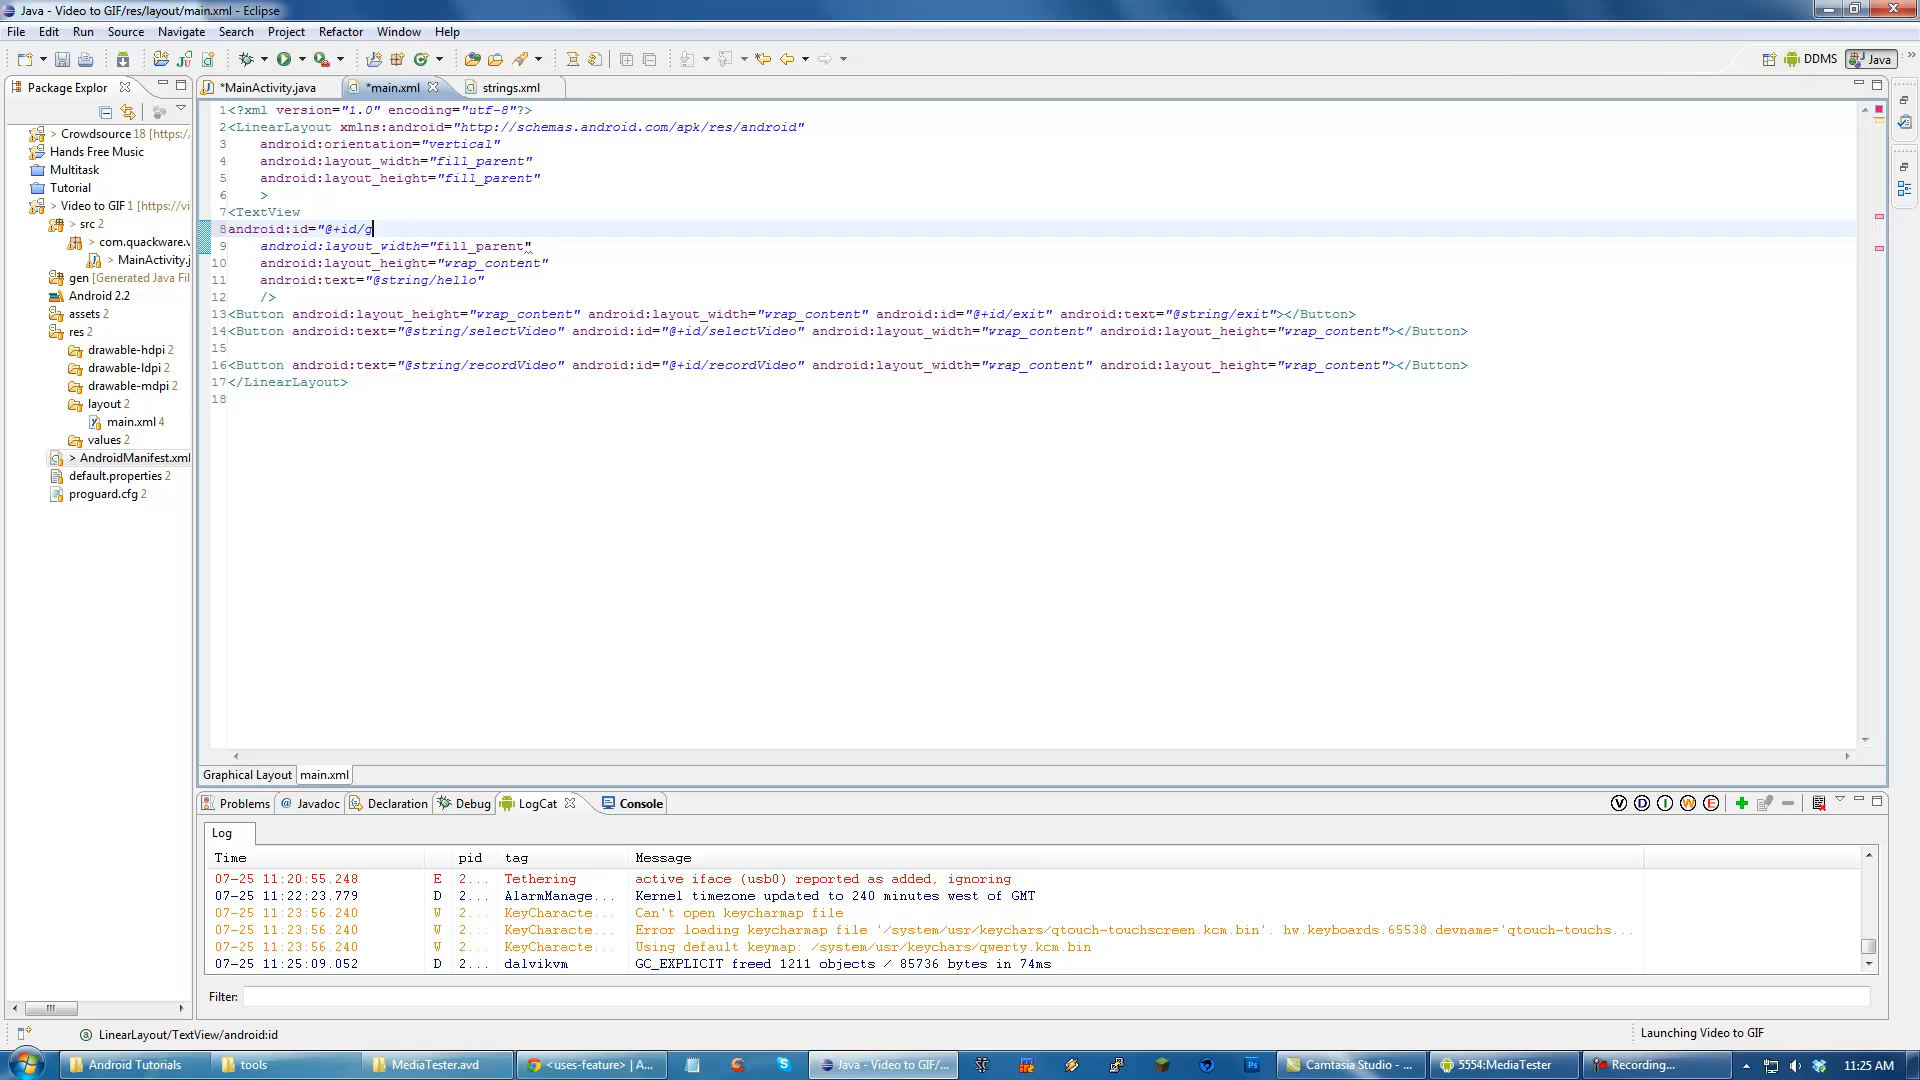 Java - Video to GIF/res/layout/main.xml - Eclipse
File Edit Run Source Navigate Search Project Refactor Window Help
DDMS Java
Package Explor
*MainActivity.java *main.xml strings.xml
> Crowdsource 18 [https:/
Hands Free Music
Multitask
Tutorial
> Video to GIF 1 [https://vi
> src 2
> com.quackware.v
> MainActivity.j
gen [Generated Java File
Android 2.2
assets 2
res 2
drawable-hdpi 2
drawable-ldpi 2
drawable-mdpi 2
layout 2
main.xml 4
values 2
> AndroidManifest.xml
default.properties 2
proguard.cfg 2
1 <?xml version="1.0" encoding="utf-8"?>
2 <LinearLayout xmlns:android="http://schemas.android.com/apk/res/android"
3 android:orientation="vertical"
4 android:layout_width="fill_parent"
5 android:layout_height="fill_parent"
6 >
7 <TextView
8 android:id="@+id/g
9 android:layout_width="fill_parent"
10 android:layout_height="wrap_content"
11 android:text="@string/hello"
12 />
13 <Button android:layout_height="wrap_content" android:layout_width="wrap_content" android:id="@+id/exit" android:text="@string/exit"></Button>
14 <Button android:text="@string/selectVideo" android:id="@+id/selectVideo" android:layout_width="wrap_content" android:layout_height="wrap_content"></Button>
15
16 <Button android:text="@string/recordVideo" android:id="@+id/recordVideo" android:layout_width="wrap_content" android:layout_height="wrap_content"></Button>
17 </LinearLayout>
18
Graphical Layout main.xml
Problems @ Javadoc Declaration Debug LogCat Console
V D I W E
Log
Time pid tag Message
07-25 11:20:55.248 E 2... Tethering active iface (usb0) reported as added, ignoring
07-25 11:22:23.779 D 2... AlarmManage... Kernel timezone updated to 240 minutes west of GMT
07-25 11:23:56.240 W 2... KeyCharacte... Can't open keycharmap file
07-25 11:23:56.240 W 2... KeyCharacte... Error loading keycharmap file '/system/usr/keychars/qtouch-touchscreen.kcm.bin'. hw.keyboards.65538.devname='qtouch-touchs...
07-25 11:23:56.240 W 2... KeyCharacte... Using default keymap: /system/usr/keychars/qwerty.kcm.bin
07-25 11:25:09.052 D 2... dalvikvm GC_EXPLICIT freed 1211 objects / 85736 bytes in 74ms
Filter:
LinearLayout/TextView/android:id
Launching Video to GIF
Android Tutorials tools MediaTester.avd <uses-feature> | A... Java - Video to GIF/... Ps Camtasia Studio - ... 5554:MediaTester Recording... 11:25 AM